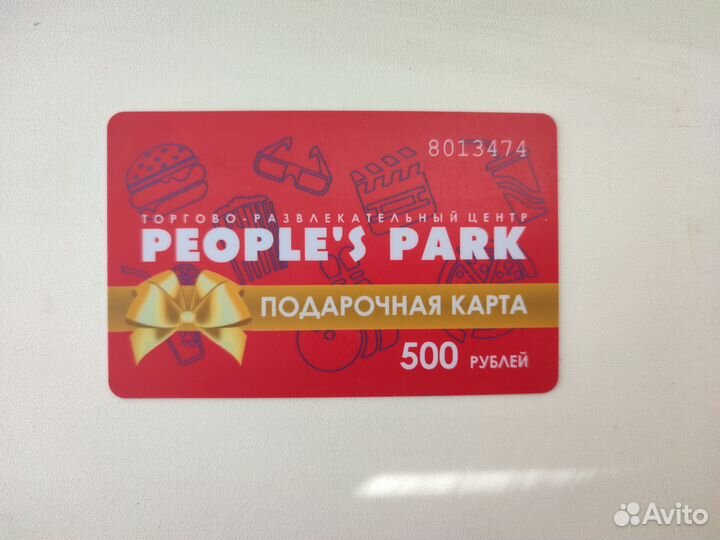 8013474
ТОРГОВО-РАЗВЛЕКАТЕЛЬНЫЙ ЦЕНТР
PEOPLE'S PARK
ПОДАРОЧНАЯ КАРТА
500 РУБЛЕЙ
Avito